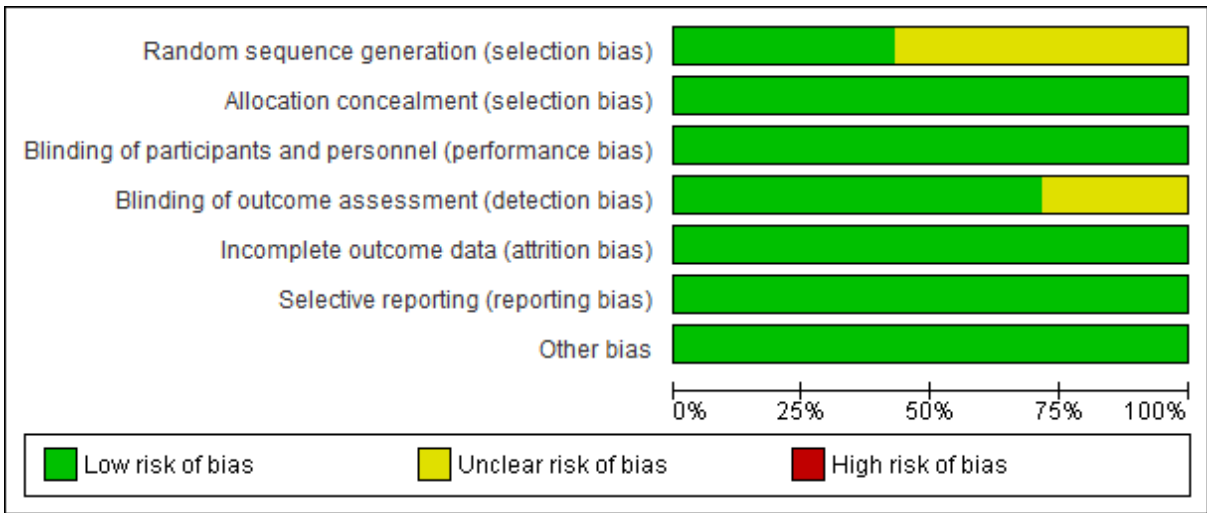 Random sequence generation (selection bias)
Allocation concealment (selection bias)
Blinding of participants and personnel (performance bias)
Blinding of outcome assessment (detection bias)
Incomplete outcome data (attrition bias)
Selective reporting (reporting bias)
Other bias
0% 25% 50% 75% 100%
Low risk of bias Unclear risk of bias High risk of bias